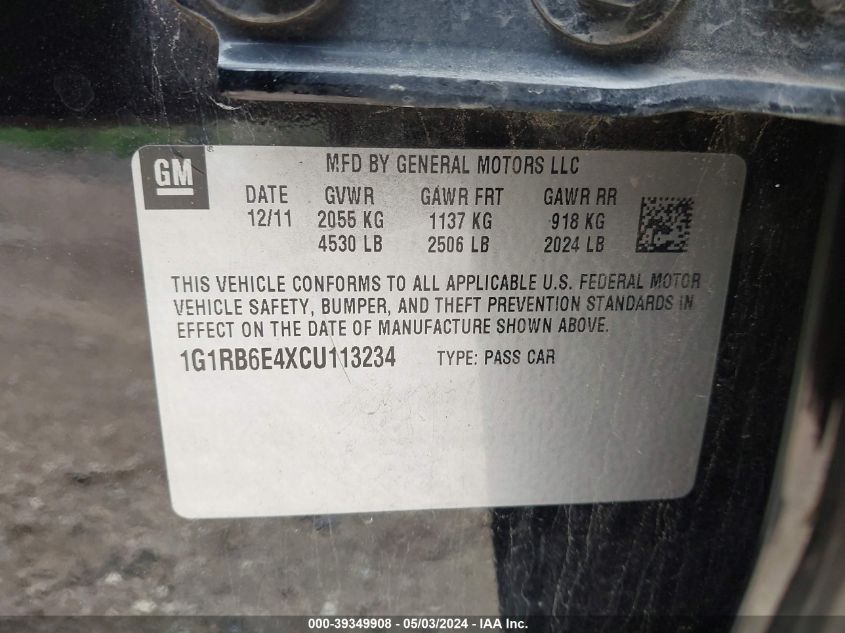 GM
MFD BY GENERAL MOTORS LLC
DATE GVWR GAWR FRT GAWR RR
12/11 2055 KG 1137 KG 918 KG
4530 LB 2506 LB 2024 LB
THIS VEHICLE CONFORMS TO ALL APPLICABLE U.S. FEDERAL MOTOR
VEHICLE SAFETY, BUMPER, AND THEFT PREVENTION STANDARDS IN
EFFECT ON THE DATE OF MANUFACTURE SHOWN ABOVE.
1G1RB6E4XCU113234 TYPE: PASS CAR
000-39349908 - 05/03/2024 - IAA Inc.